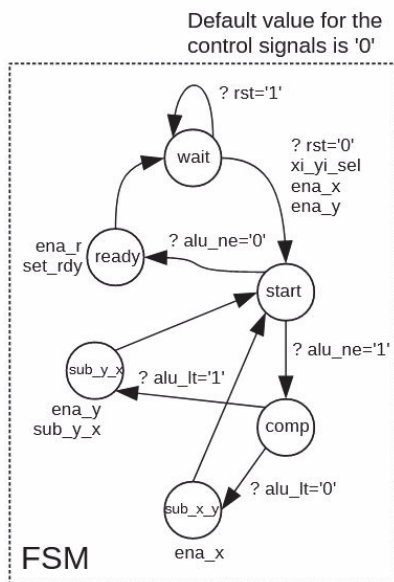 Default value for the
control signals is '0'
? rst='1'
wait
? rst='0'
xi_yi_sel
ena_x
ena_y
? alu_ne='0'
ena_r
set_rdy
ready
start
? alu_ne='1'
sub_y_x
? alu_lt='1'
ena_y
sub_y_x
comp
? alu_lt='0'
sub_x_y
ena_x
FSM